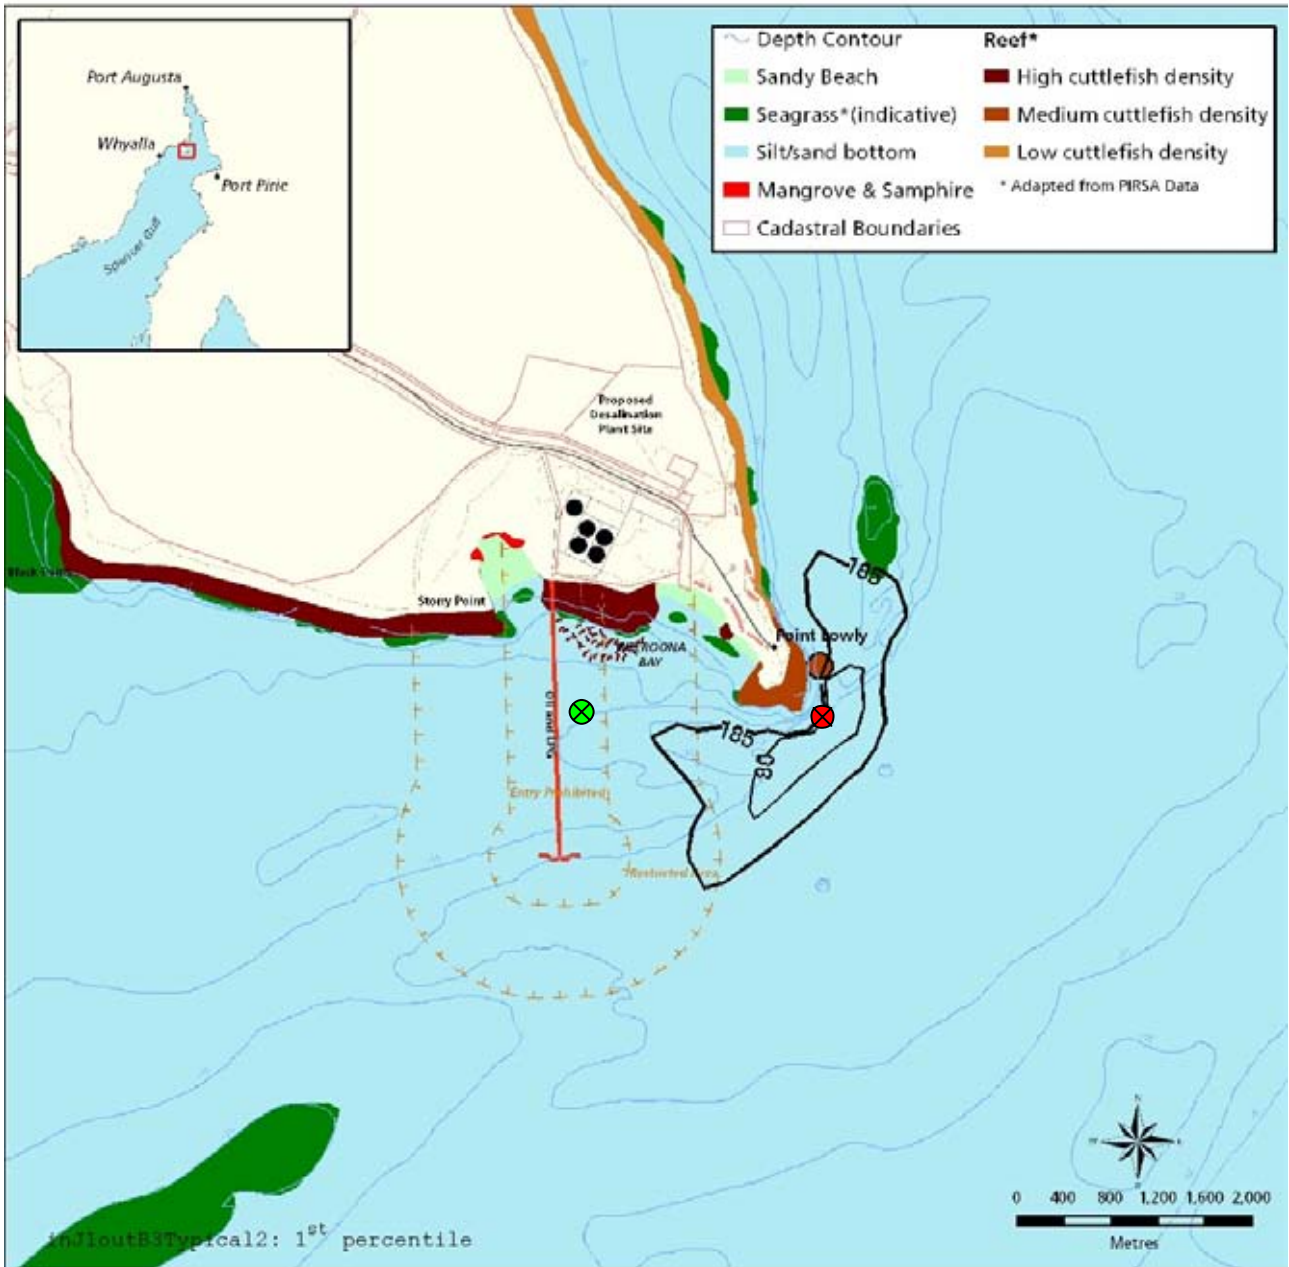 Port Augusta
Whyalla
Port Pirie
Spencer Gulf
Depth Contour
Sandy Beach
Seagrass*(indicative)
Silt/sand bottom
Mangrove & Samphire
Cadastral Boundaries
Reef*
High cuttlefish density
Medium cuttlefish density
Low cuttlefish density
* Adapted from PIRSA Data
Proposed
Desalination
Plant Site
Stony Point
Point Lowly
BAY
185
185
80
Entry Prohibited
Restricted Area
N
0 400 800 1,200 1,600 2,000
Metres
inJ1outB3Typical2: 1st percentile